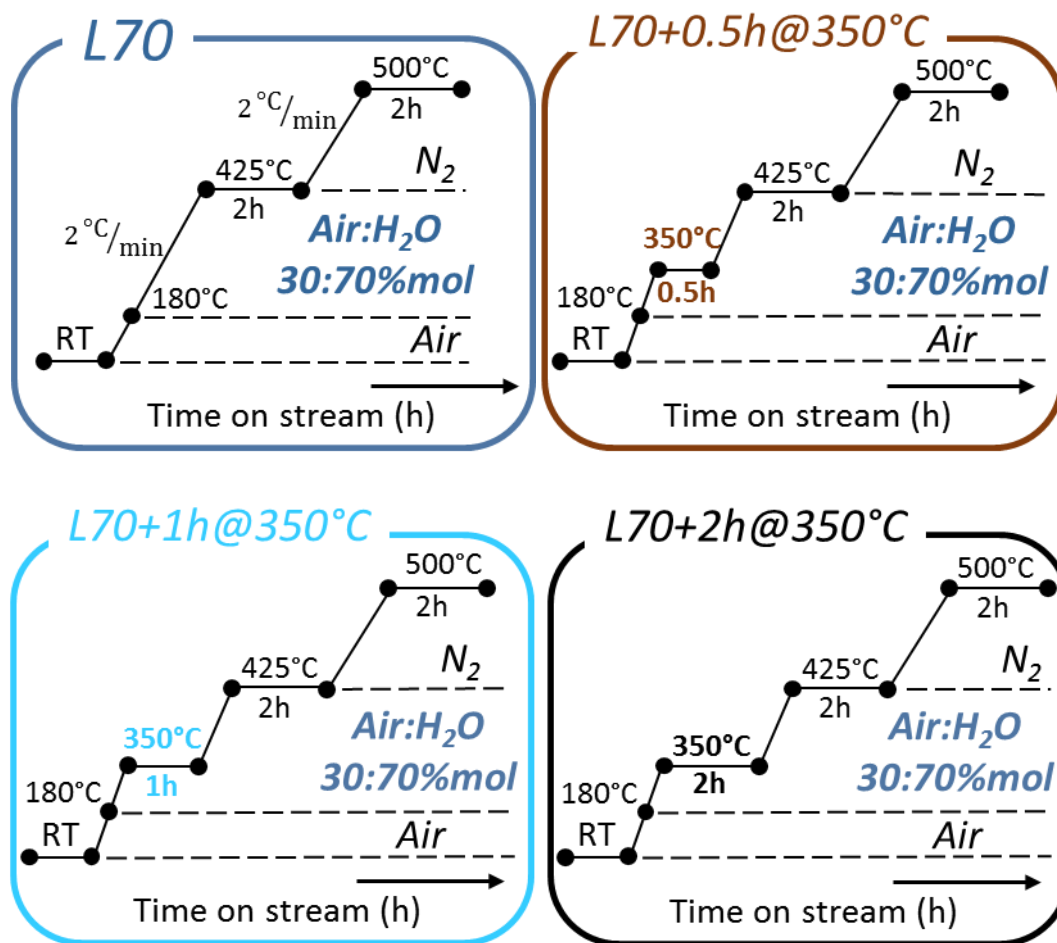 L70
500°C
2 °C/min
2h
N2
425°C
2h
2 °C/min
Air:H2O
30:70%mol
180°C
RT
Air
Time on stream (h)
L70+0.5h@350°C
500°C
2h
N2
425°C
2h
350°C
0.5h
Air:H2O
30:70%mol
180°C
RT
Air
Time on stream (h)
L70+1h@350°C
500°C
2h
N2
425°C
2h
350°C
1h
Air:H2O
30:70%mol
180°C
RT
Air
Time on stream (h)
L70+2h@350°C
500°C
2h
N2
425°C
2h
350°C
2h
Air:H2O
30:70%mol
180°C
RT
Air
Time on stream (h)